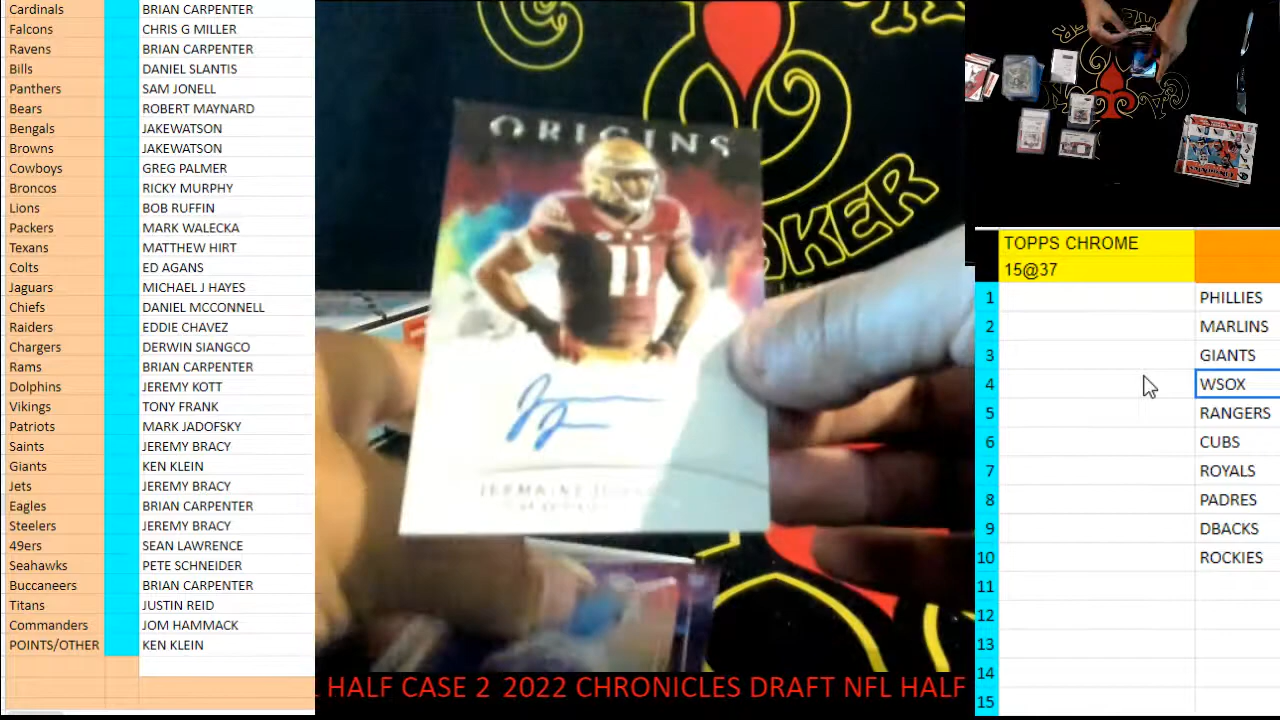 Cardinals BRIAN CARPENTER
Falcons CHRIS G MILLER
Ravens BRIAN CARPENTER
Bills DANIEL SLANTIS
Panthers SAM JONELL
Bears ROBERT MAYNARD
Bengals JAKEWATSON
Browns JAKEWATSON
Cowboys GREG PALMER
Broncos RICKY MURPHY
Lions BOB RUFFIN
Packers MARK WALECKA
Texans MATTHEW HIRT
Colts ED AGANS
Jaguars MICHAEL J HAYES
Chiefs DANIEL MCCONNELL
Raiders EDDIE CHAVEZ
Chargers DERWIN SIANGCO
Rams BRIAN CARPENTER
Dolphins JEREMY KOTT
Vikings TONY FRANK
Patriots MARK JADOFSKY
Saints JEREMY BRACY
Giants KEN KLEIN
Jets JEREMY BRACY
Eagles BRIAN CARPENTER
Steelers JEREMY BRACY
49ers SEAN LAWRENCE
Seahawks PETE SCHNEIDER
Buccaneers BRIAN CARPENTER
Titans JUSTIN REID
Commanders JOM HAMMACK
POINTS/OTHER KEN KLEIN
ORIGINS
11
JERMAINE
OKER
HALF CASE 2 2022 CHRONICLES DRAFT NFL HALF
TOPPS CHROME
15@37
1 PHILLIES
2 MARLINS
3 GIANTS
4 WSOX
5 RANGERS
6 CUBS
7 ROYALS
8 PADRES
9 DBACKS
10 ROCKIES
11
12
13
14
15